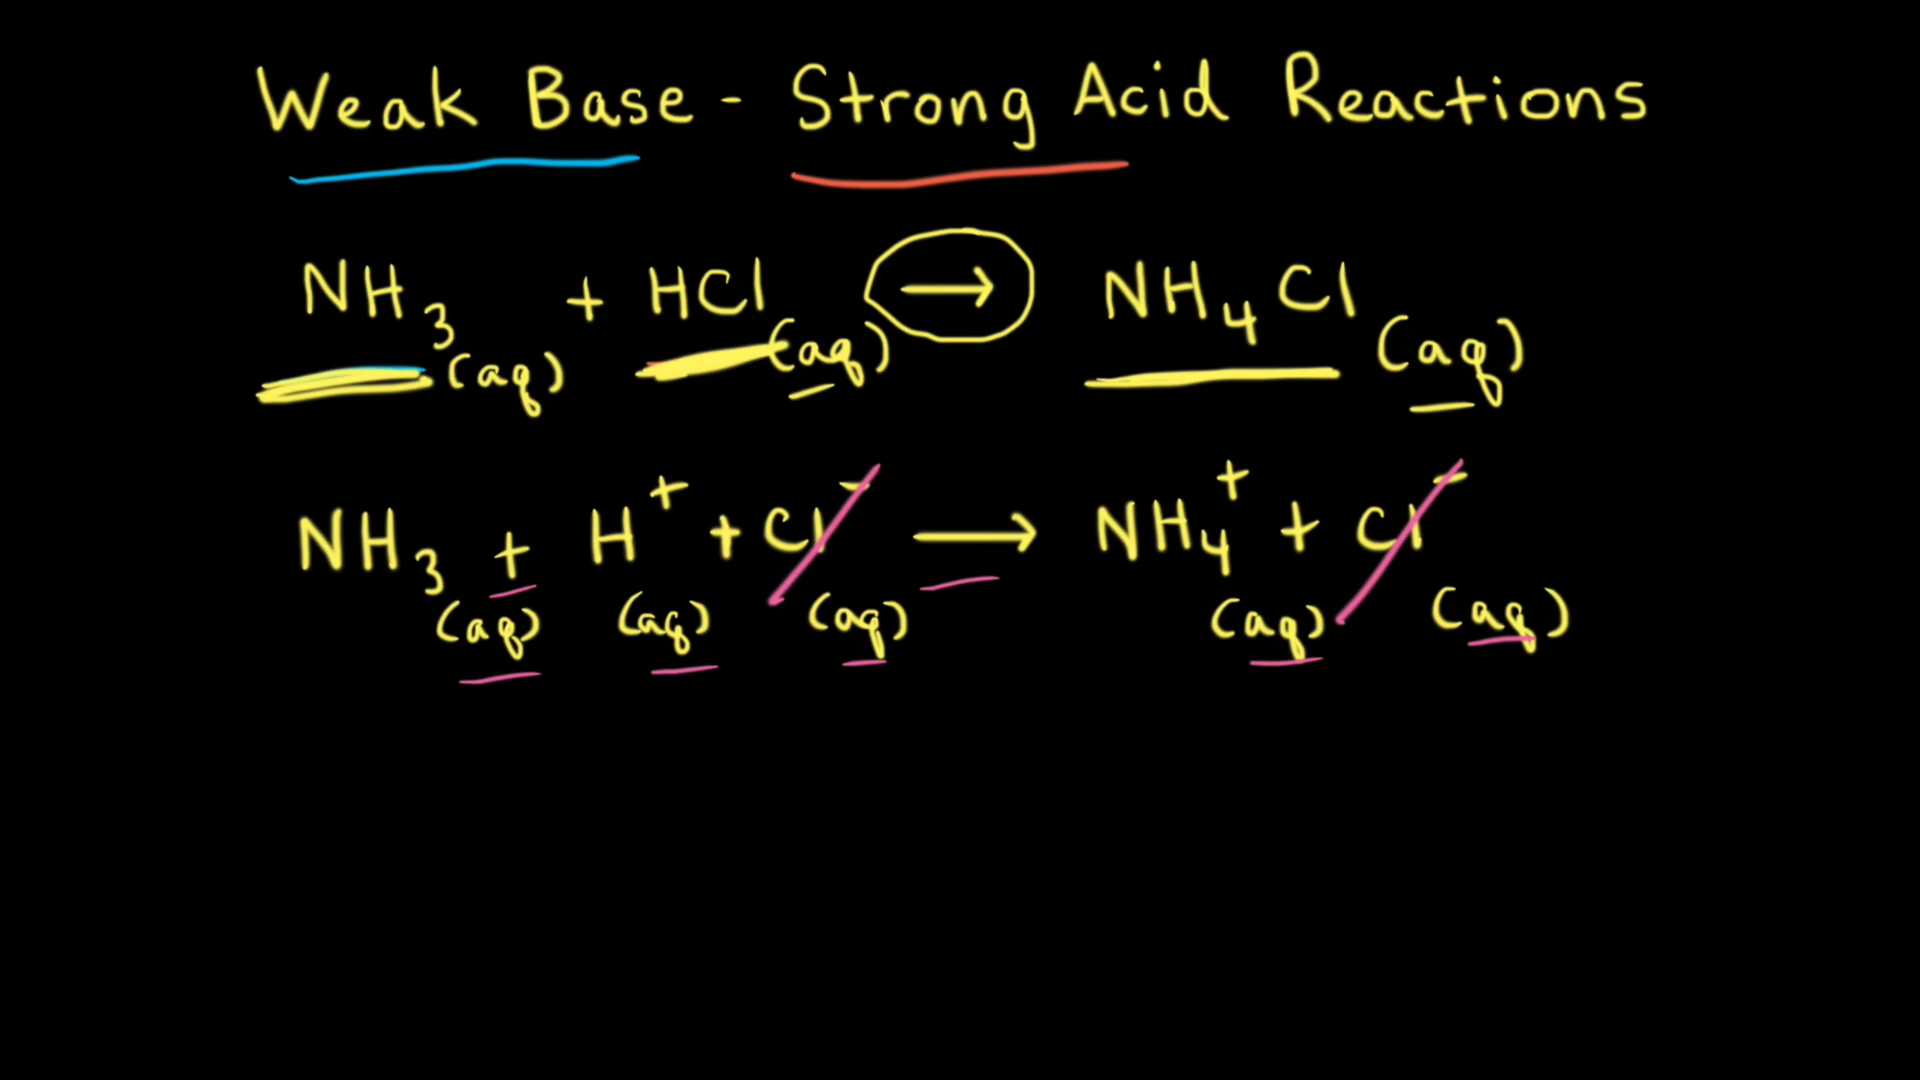 Weak Base - Strong Acid Reactions
NH₃(aq) + HCl(aq) → NH₄Cl(aq)
NH₃(aq) + H⁺(aq) + Cl⁻(aq) → NH₄⁺(aq) + Cl⁻(aq)